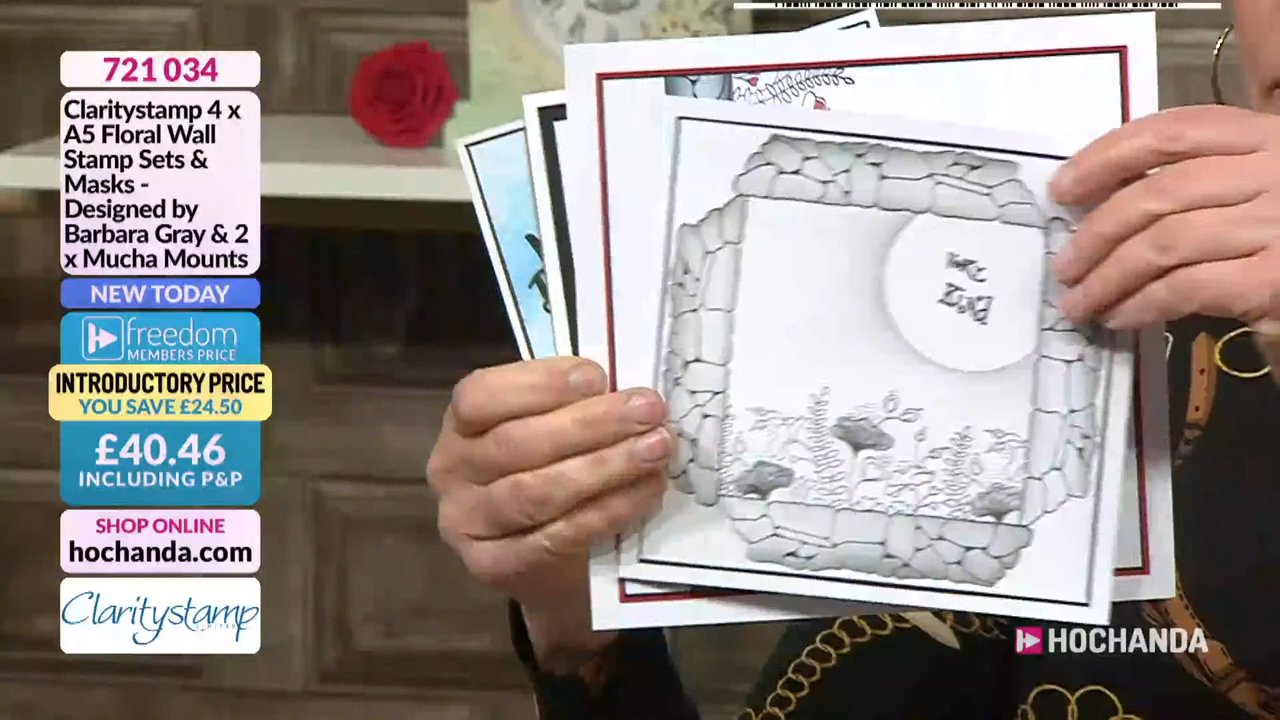 721 034
Claritystamp 4 x
A5 Floral Wall
Stamp Sets &
Masks -
Designed by
Barbara Gray & 2
x Mucha Mounts
NEW TODAY
freedom
MEMBERS PRICE
INTRODUCTORY PRICE
YOU SAVE £24.50
£40.46
INCLUDING P&P
SHOP ONLINE
hochanda.com
Claritystamp
HOCHANDA